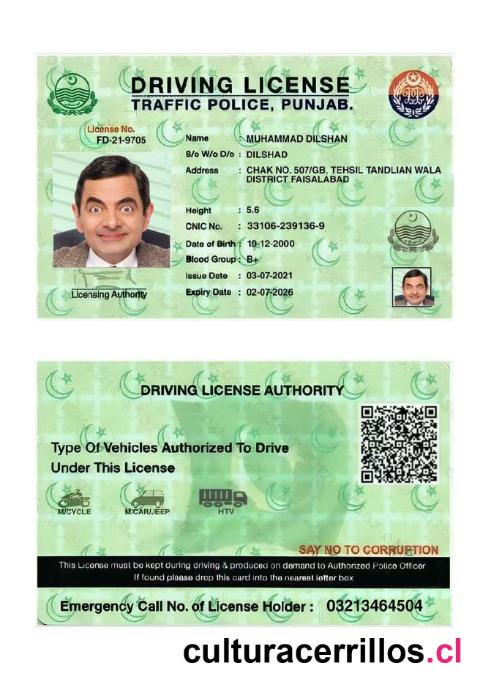 DRIVING LICENSE
TRAFFIC POLICE, PUNJAB.
License No.
FD-21-9705
Name : MUHAMMAD DILSHAN
S/o W/o D/o : DILSHAD
Address : CHAK NO. 507/GB, TEHSIL TANDLIAN WALA
DISTRICT FAISALABAD
Height : 5.6
CNIC No. : 33106-239136-9
Date of Birth : 19-12-2000
Blood Group : B+
Issue Date : 03-07-2021
Expiry Date : 02-07-2026
Licensing Authority
DRIVING LICENSE AUTHORITY
Type Of Vehicles Authorized To Drive
Under This License
M/CYCLE
M/CAR/JEEP
HTV
SAY NO TO CORRUPTION
This License must be kept during driving & produced on demand to Authorized Police Officer
If found please drop this card into the nearest letter box
Emergency Call No. of License Holder : 03213464504
culturacerrillos.cl